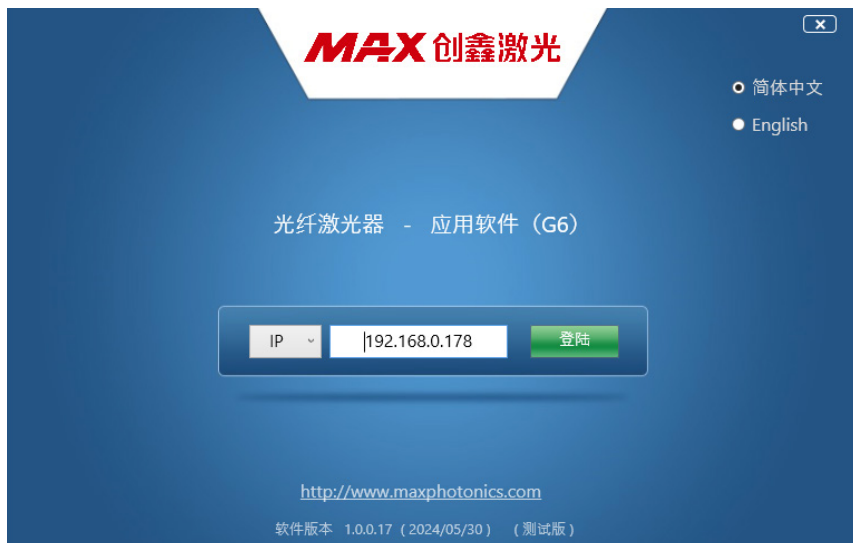 MAX 创鑫激光
简体中文
English
光纤激光器 - 应用软件（G6）
IP 192.168.0.178 登陆
http://www.maxphotonics.com
软件版本 1.0.0.17 ( 2024/05/30 ) ( 测试版 )